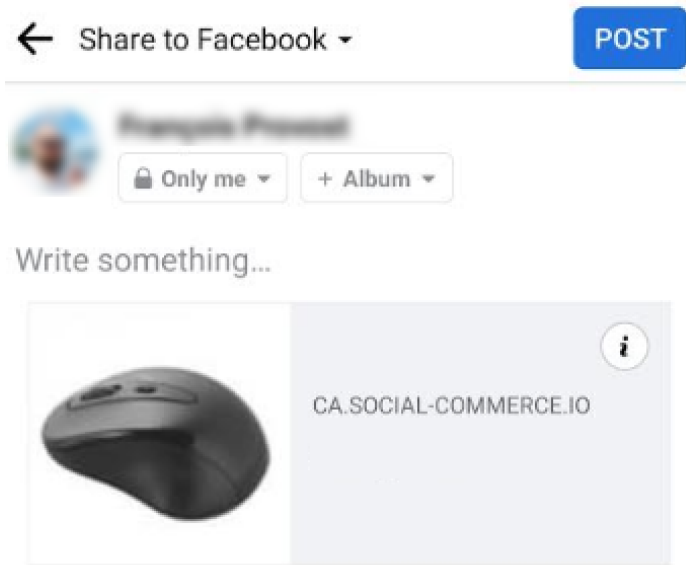 Share to Facebook
POST
Only me
+ Album
Write something...
i
CA.SOCIAL-COMMERCE.IO